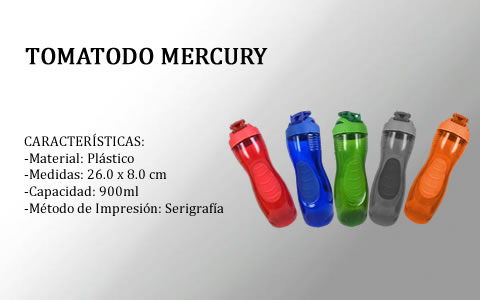 TOMATODO MERCURY
CARACTERÍSTICAS:
-Material: Plástico
-Medidas: 26.0 x 8.0 cm
-Capacidad: 900ml
-Método de Impresión: Serigrafía